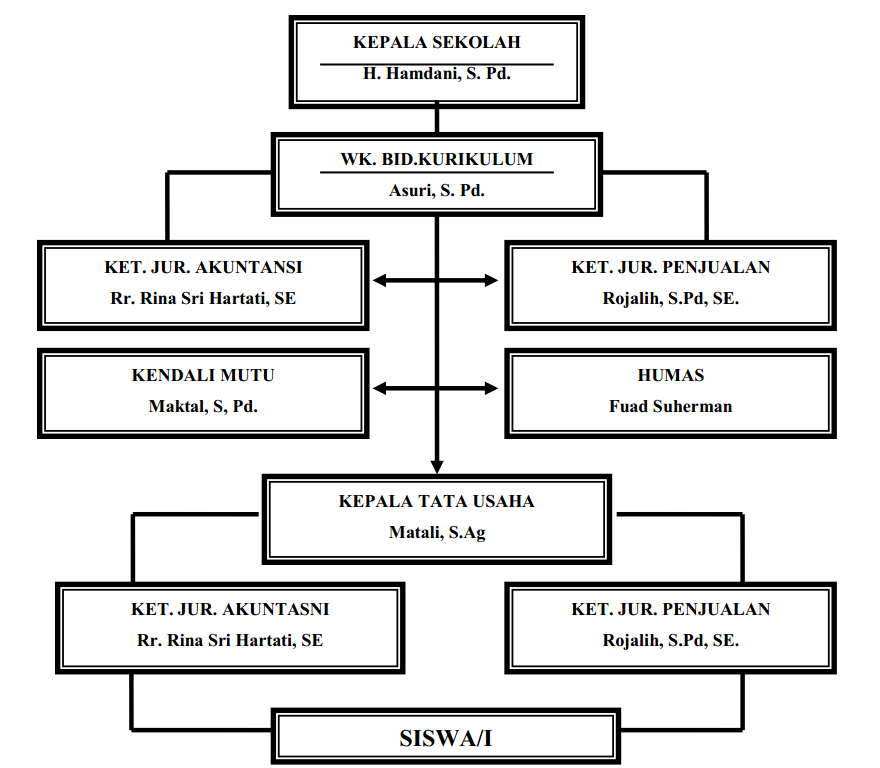 KEPALA SEKOLAH
H. Hamdani, S. Pd.
WK. BID.KURIKULUM
Asuri, S. Pd.
KET. JUR. AKUNTANSI
Rr. Rina Sri Hartati, SE
KET. JUR. PENJUALAN
Rojalih, S.Pd, SE.
KENDALI MUTU
Maktal, S, Pd.
HUMAS
Fuad Suherman
KEPALA TATA USAHA
Matali, S.Ag
KET. JUR. AKUNTASNI
Rr. Rina Sri Hartati, SE
KET. JUR. PENJUALAN
Rojalih, S.Pd, SE.
SISWA/I